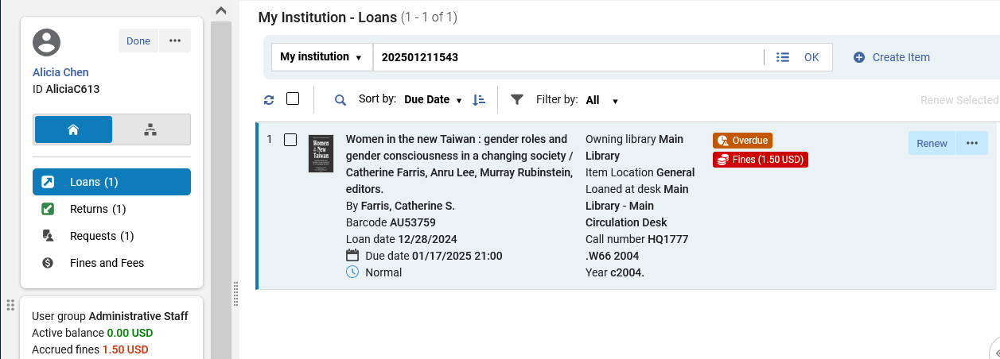 My Institution - Loans (1 - 1 of 1)
Done
Alicia Chen
ID AliciaC613
Loans (1)
Returns (1)
Requests (1)
Fines and Fees
User group Administrative Staff
Active balance 0.00 USD
Accrued fines 1.50 USD
My institution
202501211543
OK
Create Item
Sort by: Due Date
Filter by: All
Renew Selected
1
Women in the new Taiwan : gender roles and
gender consciousness in a changing society /
Catherine Farris, Anru Lee, Murray Rubinstein,
editors.
By Farris, Catherine S.
Barcode AU53759
Loan date 12/28/2024
Due date 01/17/2025 21:00
Normal
Women
in the
New
Taiwan
Owning library Main
Library
Item Location General
Loaned at desk Main
Library - Main
Circulation Desk
Call number HQ1777
.W66 2004
Year c2004.
Overdue
Fines (1.50 USD)
Renew